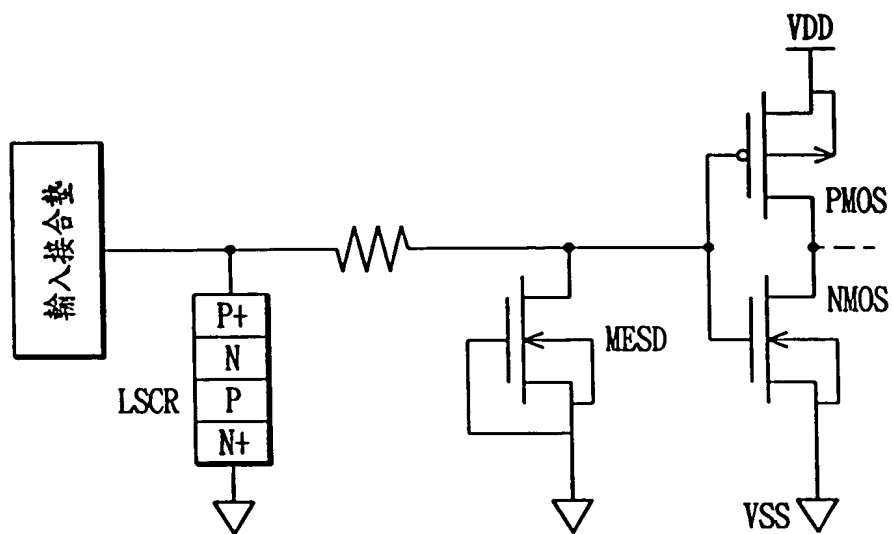 VDD
輸入接合墊
PMOS
NMOS
P+
N
P
N+
LSCR
MESD
VSS